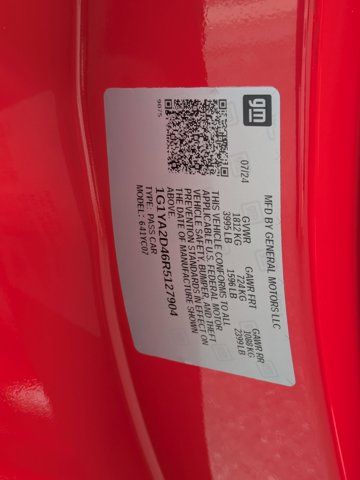 gm
MFD BY GENERAL MOTORS LLC
07/24
GVWR
1812 KG
3995 LB
GAWR FRT
724 KG
1596 LB
GAWR RR
1088 KG
2399 LB
THIS VEHICLE CONFORMS TO ALL
APPLICABLE U.S. FEDERAL MOTOR
VEHICLE SAFETY, BUMPER, AND THEFT
PREVENTION STANDARDS IN EFFECT ON
THE DATE OF MANUFACTURE SHOWN
ABOVE.
1G1YA2D46R5127904
TYPE: PASS CAR
MODEL: 641YC07